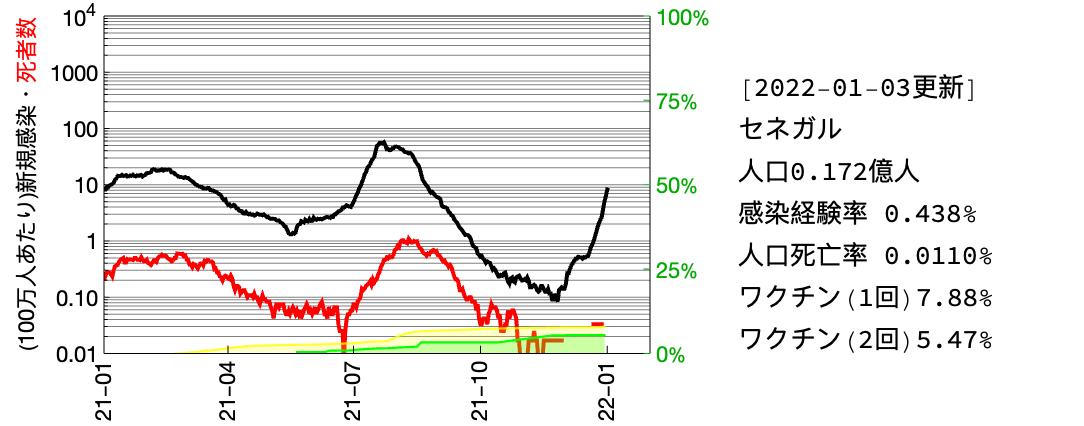 (100万人あたり)新規感染・死者数
10⁴
1000
100
10
1
0.10
0.01
100%
75%
50%
25%
0%
21-01
21-04
21-07
21-10
22-01
[2022-01-03更新]
セネガル
人口0.172億人
感染経験率 0.438%
人口死亡率 0.0110%
ワクチン(1回)7.88%
ワクチン(2回)5.47%